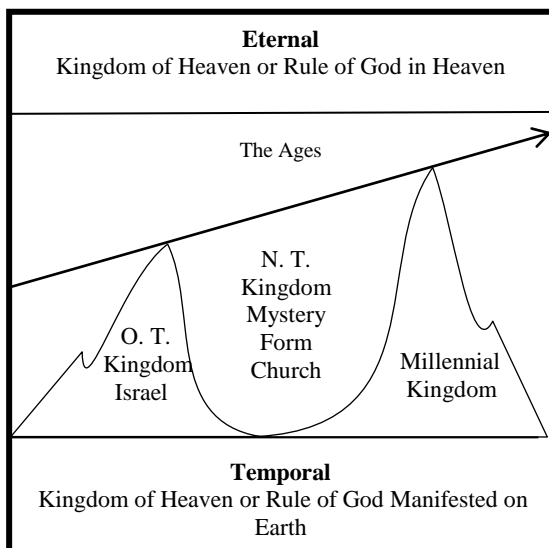 Eternal
Kingdom of Heaven or Rule of God in Heaven
The Ages
N. T.
Kingdom
Mystery
Form
Church
O. T.
Kingdom
Israel
Millennial
Kingdom
Temporal
Kingdom of Heaven or Rule of God Manifested on
Earth